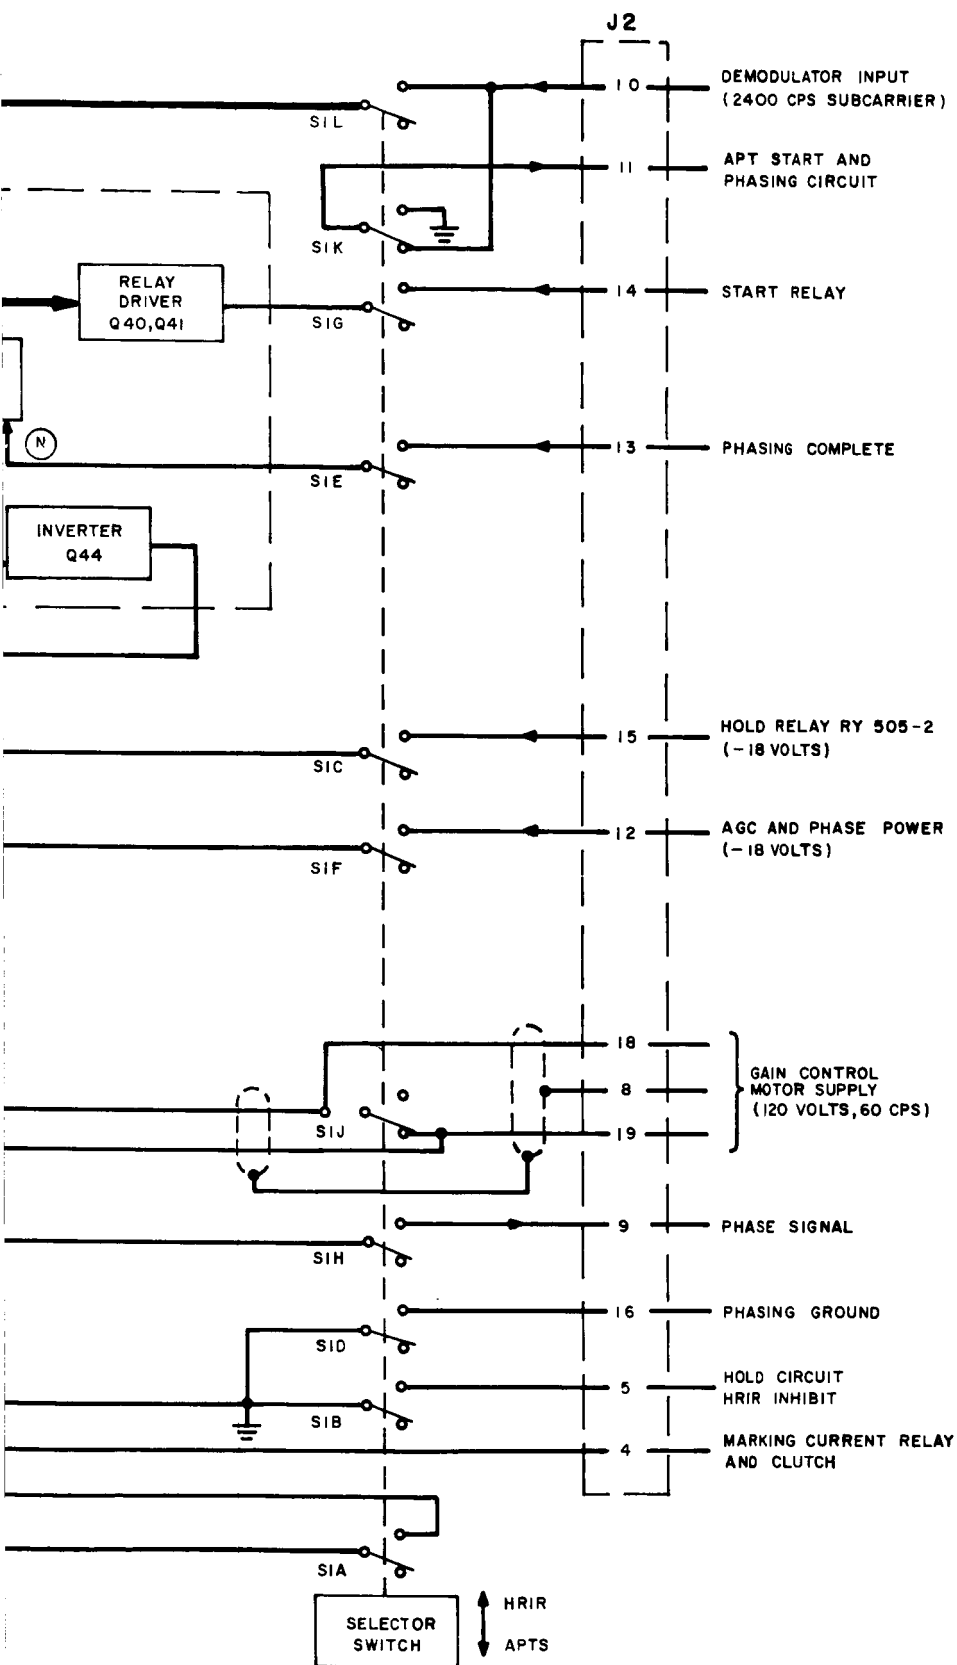 J2
10
DEMODULATOR INPUT
(2400 CPS SUBCARRIER)
S1L
11
APT START AND
PHASING CIRCUIT
S1K
RELAY
DRIVER
Q40,Q41
S1G
14
START RELAY
N
S1E
13
PHASING COMPLETE
INVERTER
Q44
S1C
15
HOLD RELAY RY 505-2
(-18 VOLTS)
S1F
12
AGC AND PHASE POWER
(-18 VOLTS)
18
8
19
GAIN CONTROL
MOTOR SUPPLY
(120 VOLTS, 60 CPS)
S1J
S1H
9
PHASE SIGNAL
S1D
16
PHASING GROUND
S1B
5
HOLD CIRCUIT
HRIR INHIBIT
4
MARKING CURRENT RELAY
AND CLUTCH
S1A
SELECTOR
SWITCH
HRIR
APTS